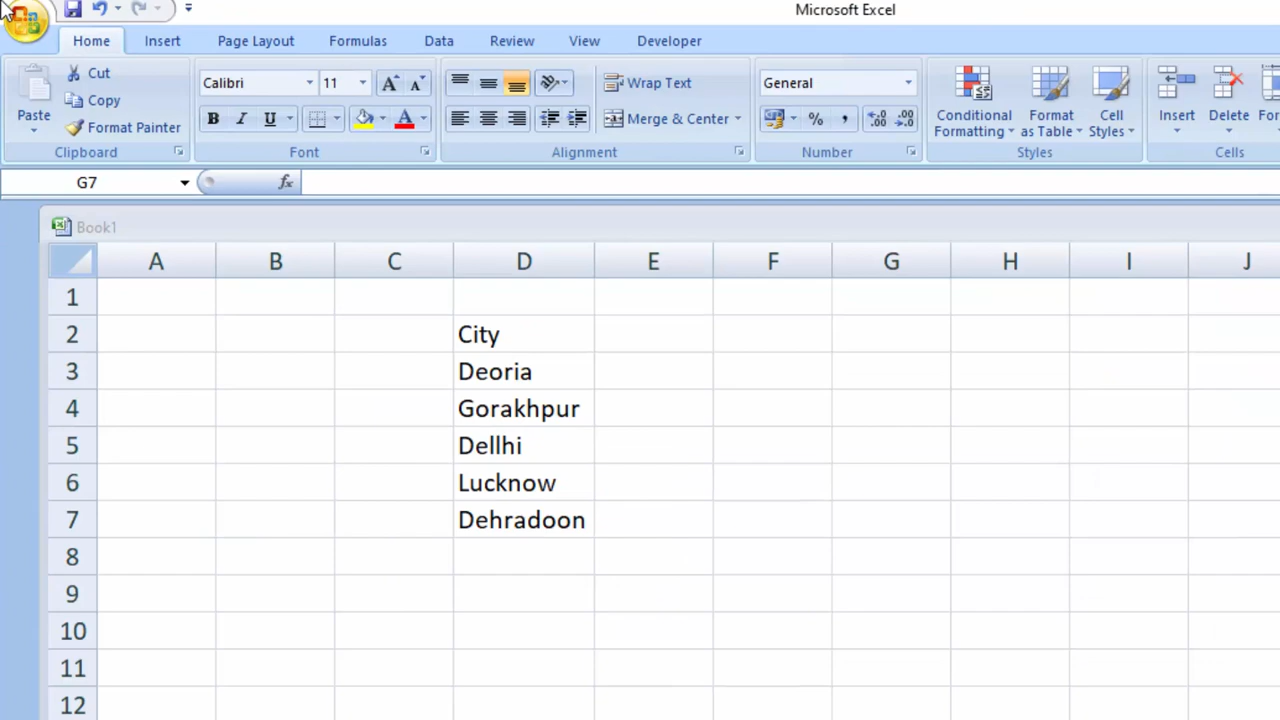 Microsoft Excel
Home Insert Page Layout Formulas Data Review View Developer
Paste
Cut
Copy
Format Painter
Clipboard
Calibri 11
B I U A
Font
Wrap Text
Merge & Center
Alignment
General
% , .00 .00
Number
Conditional Formatting
Format as Table
Cell Styles
Styles
Insert
Delete
Cells
G7 fx
Book1
A B C D E F G H I J
1
2 City
3 Deoria
4 Gorakhpur
5 Dellhi
6 Lucknow
7 Dehradoon
8
9
10
11
12